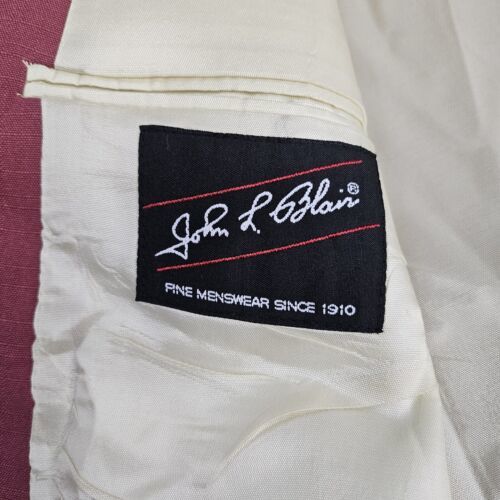 John L. Blair®
FINE MENSWEAR SINCE 1910